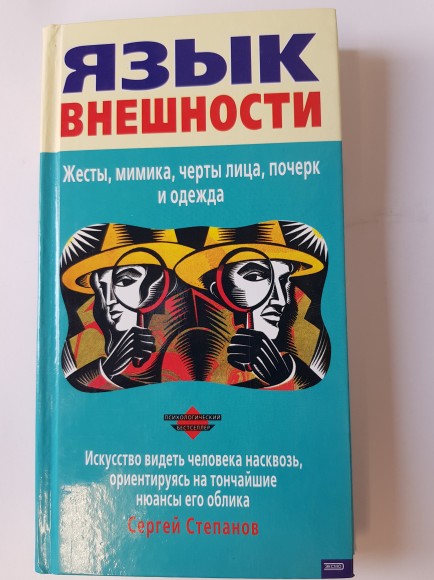 ЯЗЫК
ВНЕШНОСТИ
Жесты, мимика, черты лица, почерк
и одежда
ПСИХОЛОГИЧЕСКИЙ
БЕСТСЕЛЛЕР
Искусство видеть человека насквозь,
ориентируясь на тончайшие
нюансы его облика
Сергей Степанов
ЭКСМО